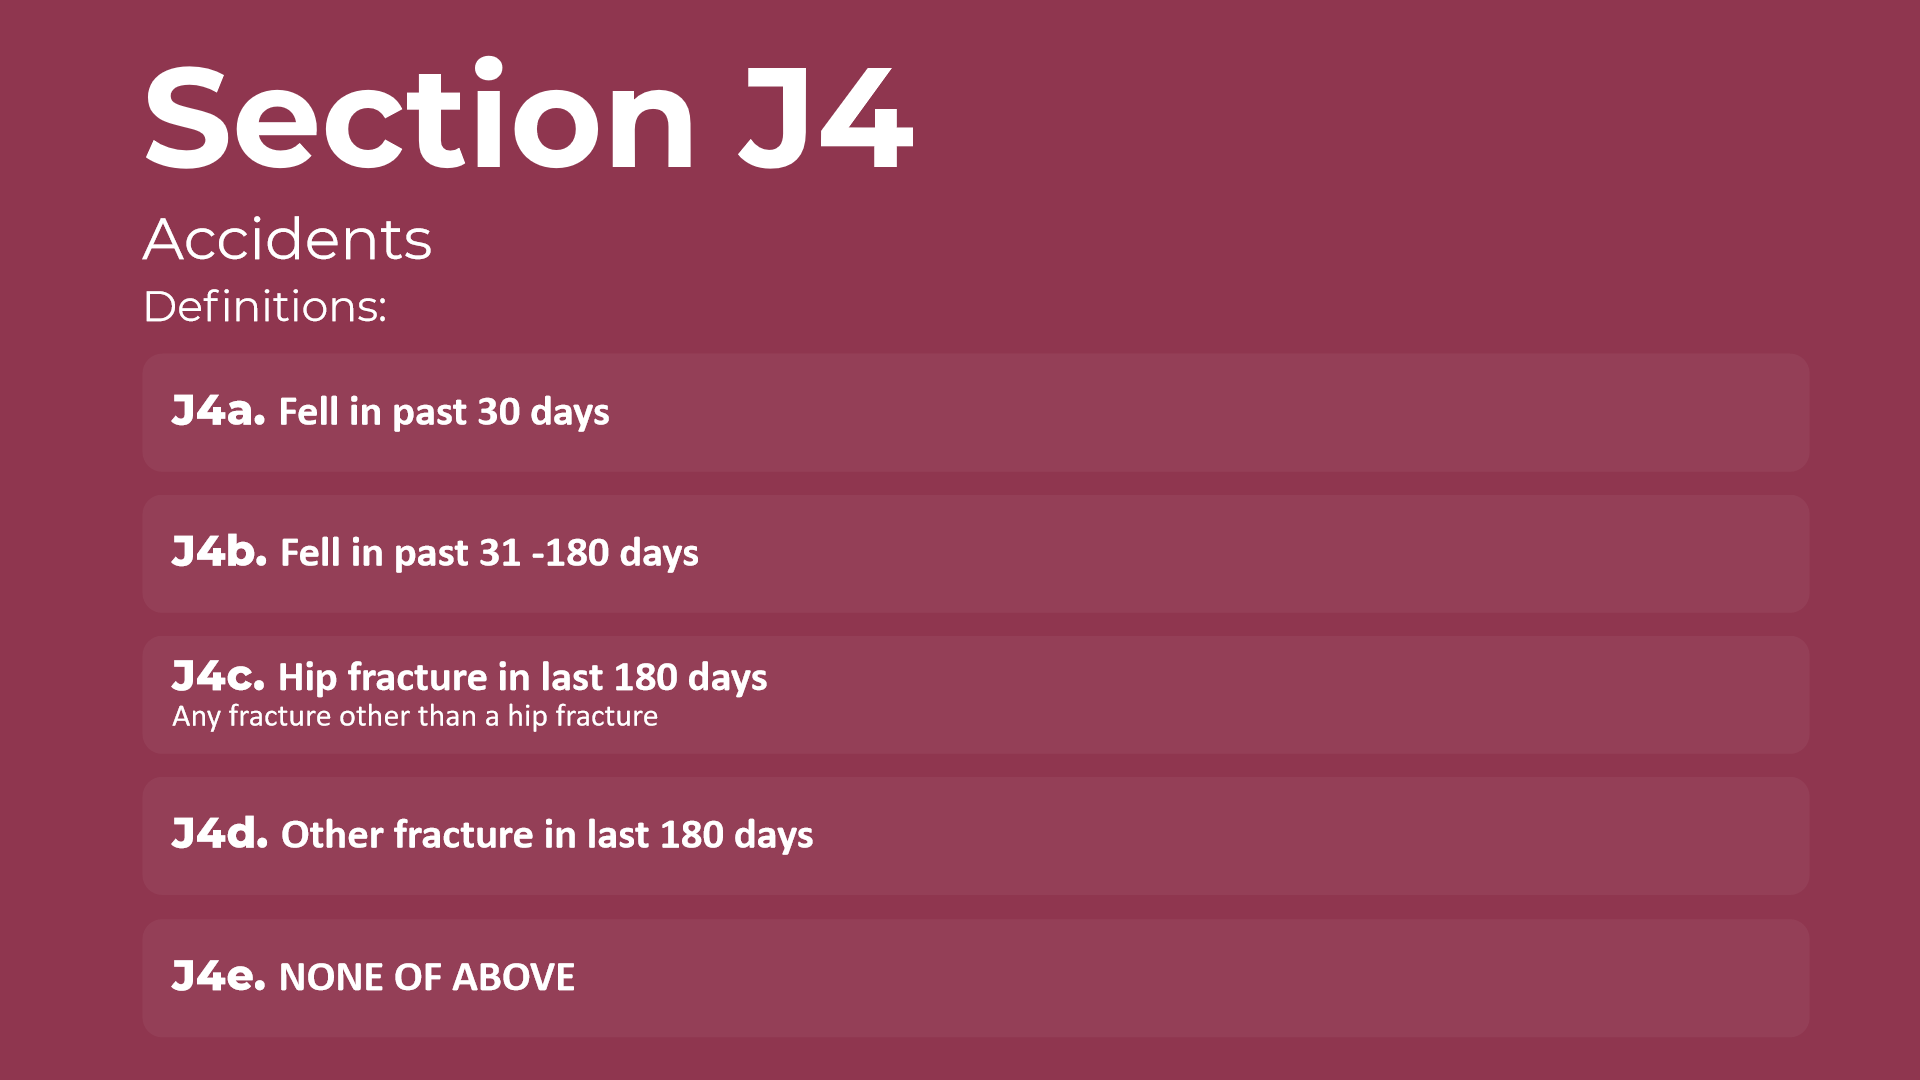 Section J4
Accidents
Definitions:
J4a. Fell in past 30 days
J4b. Fell in past 31 -180 days
J4c. Hip fracture in last 180 days
Any fracture other than a hip fracture
J4d. Other fracture in last 180 days
J4e. NONE OF ABOVE